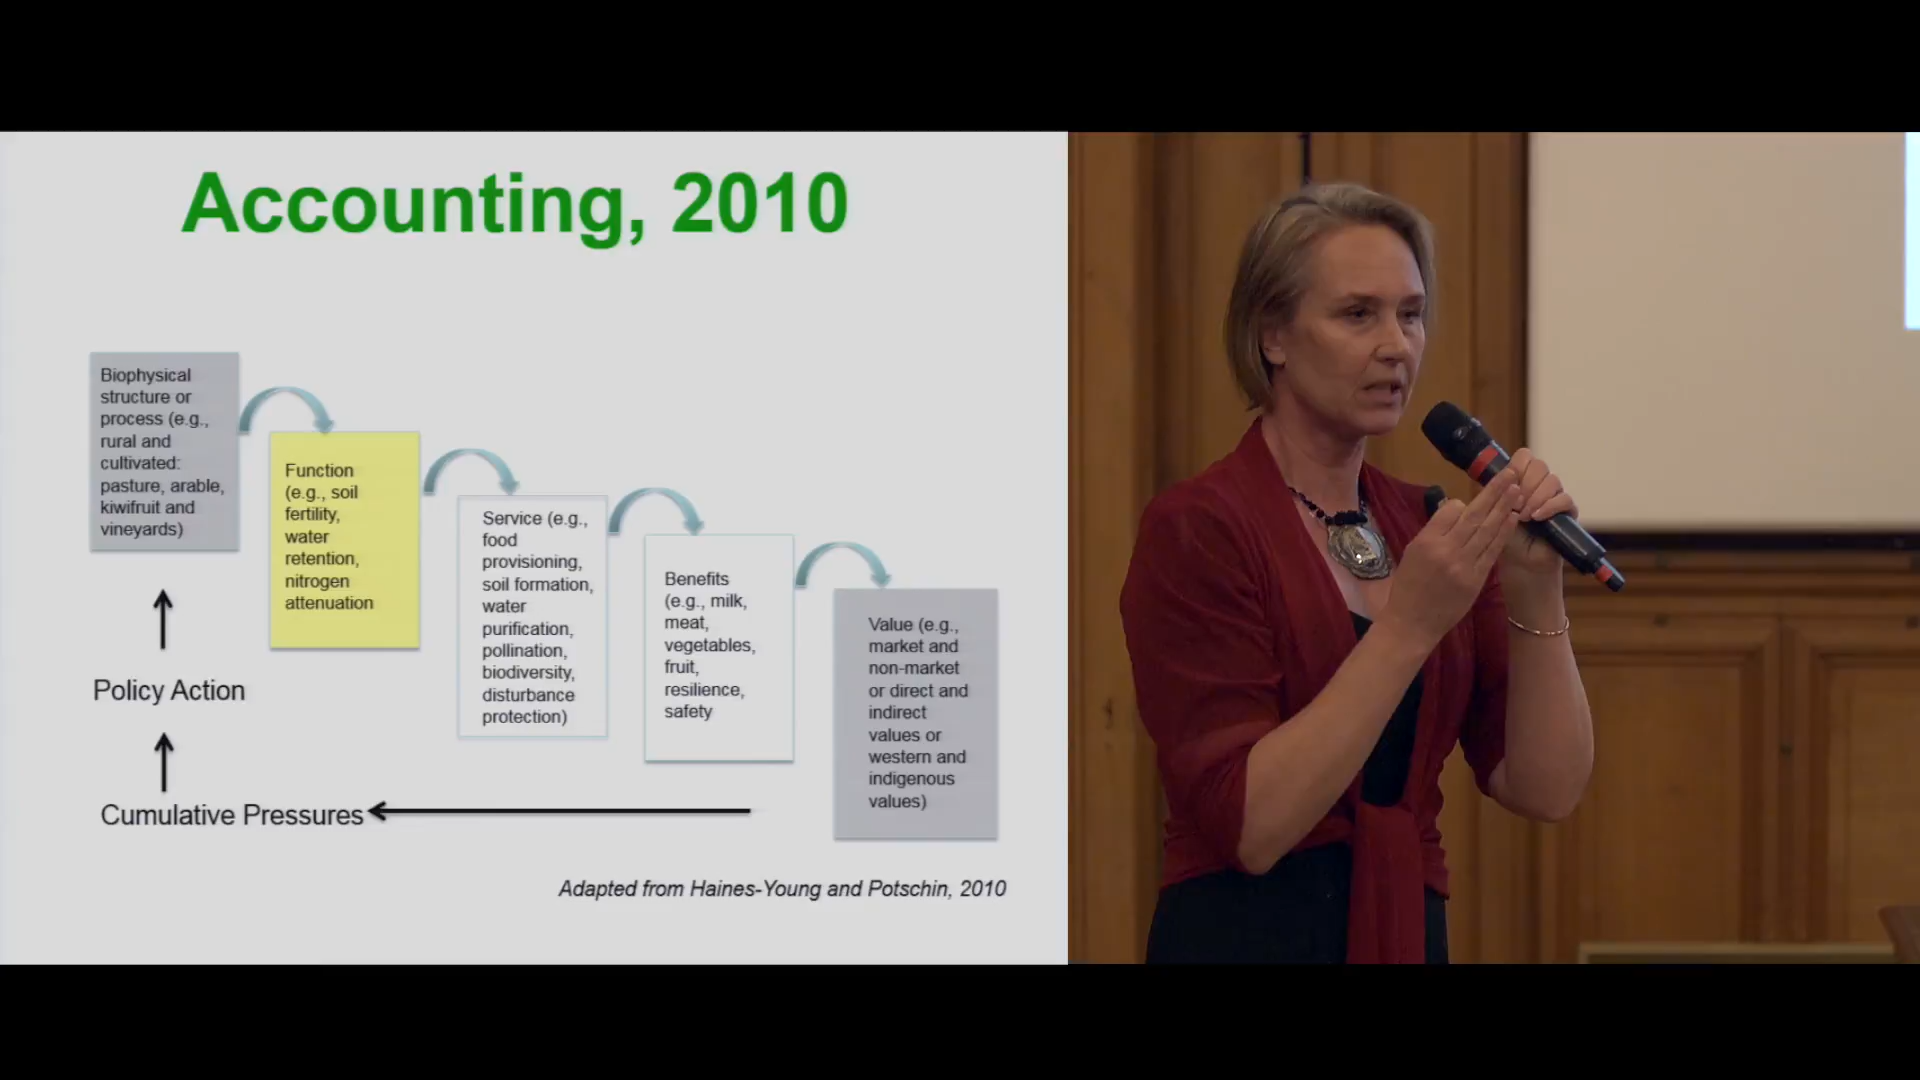 Accounting, 2010
Biophysical
structure or
process (e.g.,
rural and
cultivated:
pasture, arable,
kiwifruit and
vineyards)
Function
(e.g., soil
fertility,
water
retention,
nitrogen
attenuation
Service (e.g.,
food
provisioning,
soil formation,
water
purification,
pollination,
biodiversity,
disturbance
protection)
Benefits
(e.g., milk,
meat,
vegetables,
fruit,
resilience,
safety
Value (e.g.,
market and
non-market
or direct and
indirect
values or
western and
indigenous
values)
Policy Action
Cumulative Pressures
Adapted from Haines-Young and Potschin, 2010